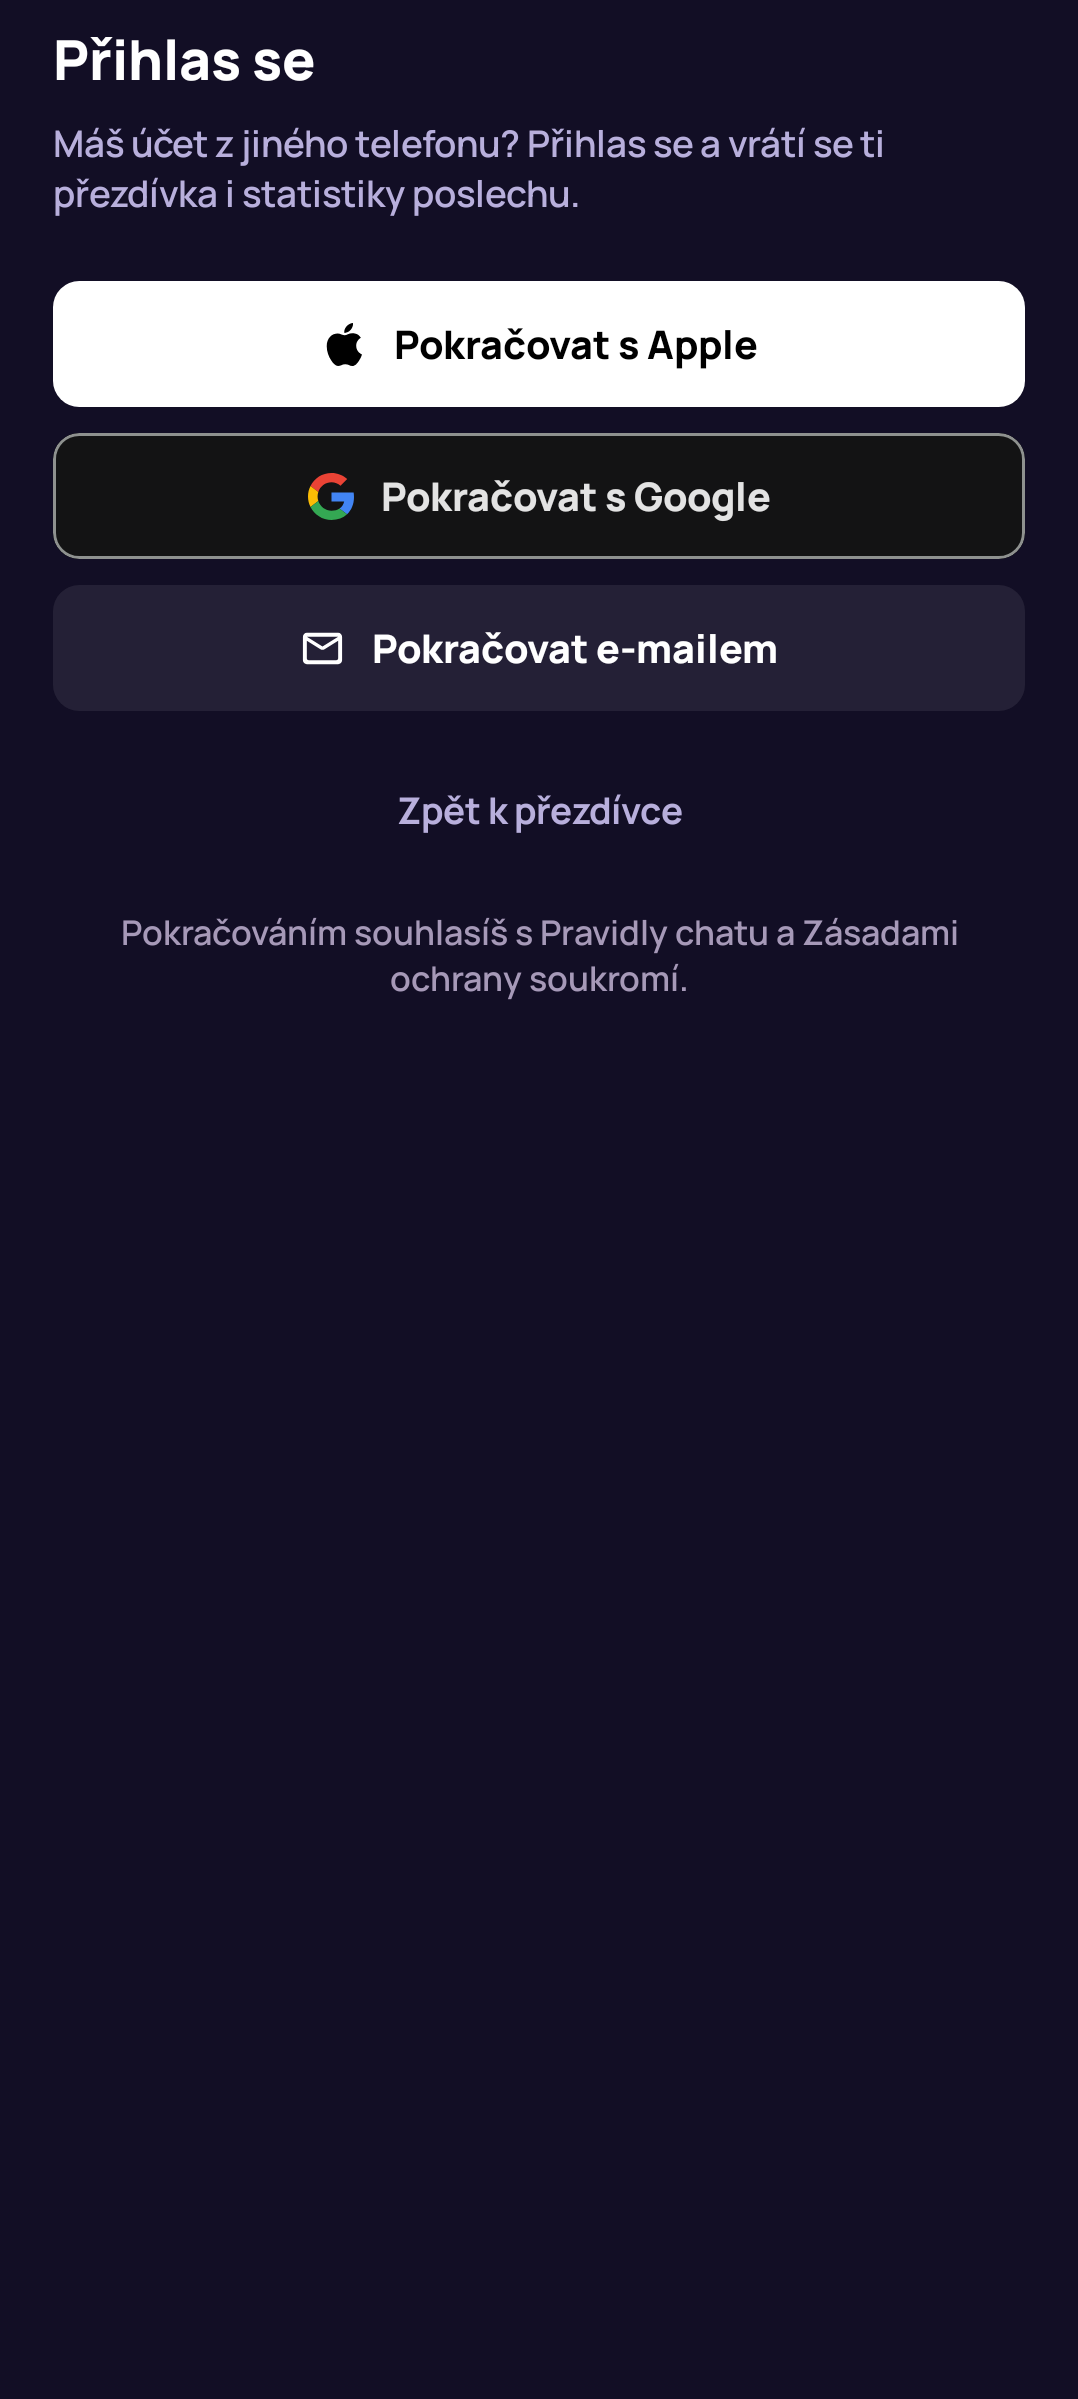 Přihlas se
Máš účet z jiného telefonu? Přihlas se a vrátí se ti
přezdívka i statistiky poslechu.
Pokračovat s Apple
Pokračovat s Google
Pokračovat e-mailem
Zpět k přezdívce
Pokračováním souhlasíš s Pravidly chatu a Zásadami
ochrany soukromí.